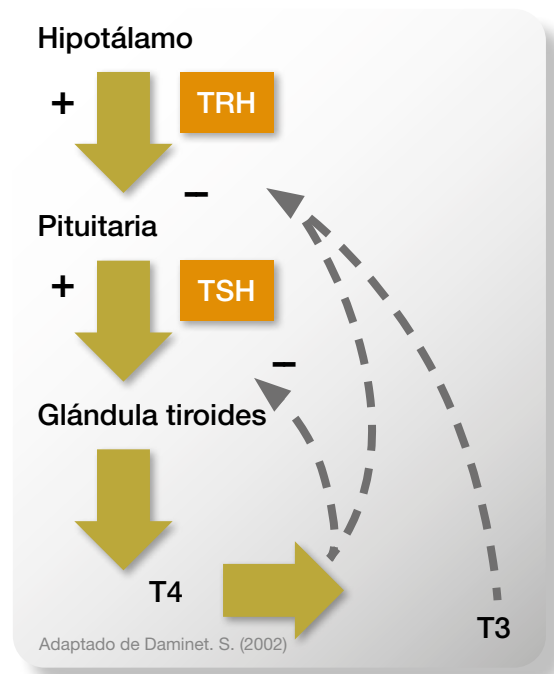 Hipotálamo
+
TRH
–
Pituitaria
+
TSH
–
Glándula tiroides
T4
T3
Adaptado de Daminet. S. (2002)